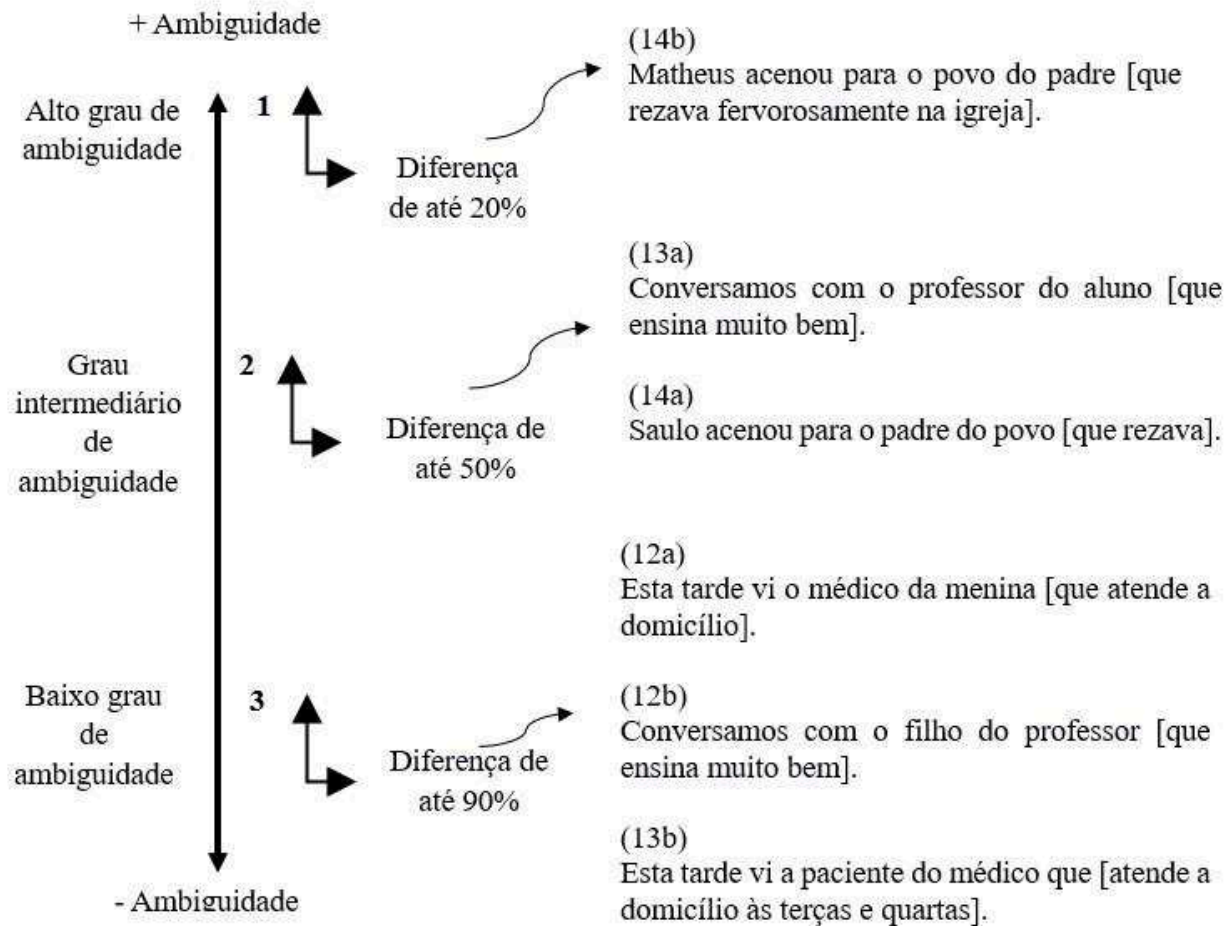 + Ambiguidade
Alto grau de
ambiguidade
1
Diferença
de até 20%
(14b)
Matheus acenou para o povo do padre [que
rezava fervorosamente na igreja].
Grau
intermediário
de
ambiguidade
2
Diferença de
até 50%
(13a)
Conversamos com o professor do aluno [que
ensina muito bem].
(14a)
Saulo acenou para o padre do povo [que rezava].
Baixo grau
de
ambiguidade
3
Diferença de
até 90%
(12a)
Esta tarde vi o médico da menina [que atende a
domicílio].
(12b)
Conversamos com o filho do professor [que
ensina muito bem].
(13b)
Esta tarde vi a paciente do médico que [atende a
domicílio às terças e quartas].
- Ambiguidade